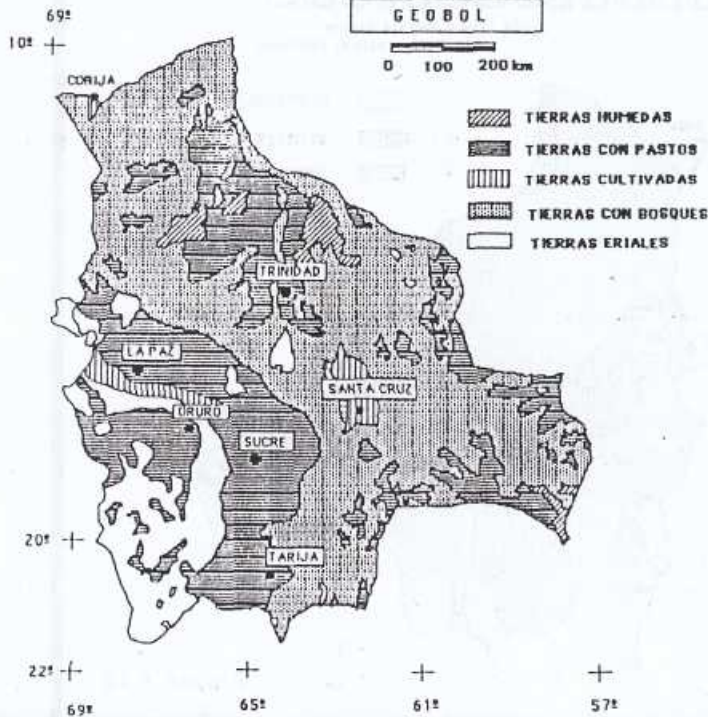 69º
GEOBOL
10º
0 100 200 km
CORIJA
TIERRAS HUMEDAS
TIERRAS CON PASTOS
TIERRAS CULTIVADAS
TIERRAS CON BOSQUES
TIERRAS ERIALES
TRINIDAD
LA PAZ
SANTA CRUZ
ORURO
SUCRE
20º
TARIJA
22º
69º 65º 61º 57º